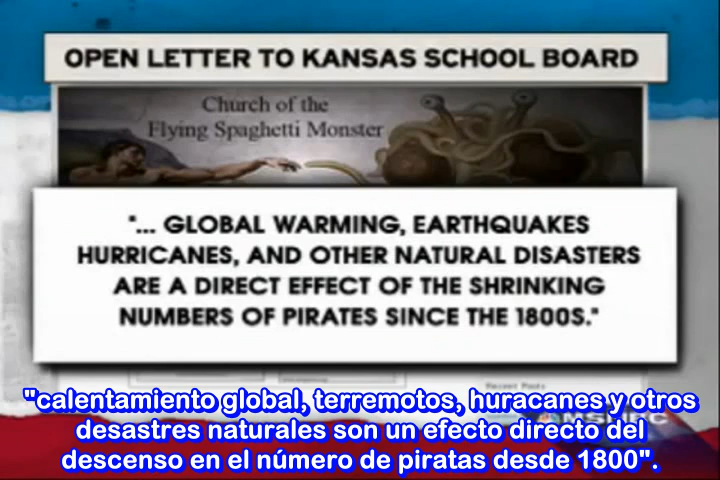 OPEN LETTER TO KANSAS SCHOOL BOARD
Church of the
Flying Spaghetti Monster
"... GLOBAL WARMING, EARTHQUAKES
HURRICANES, AND OTHER NATURAL DISASTERS
ARE A DIRECT EFFECT OF THE SHRINKING
NUMBERS OF PIRATES SINCE THE 1800S."
Recent Posts
"calentamiento global, terremotos, huracanes y otros
desastres naturales son un efecto directo del
descenso en el número de piratas desde 1800".